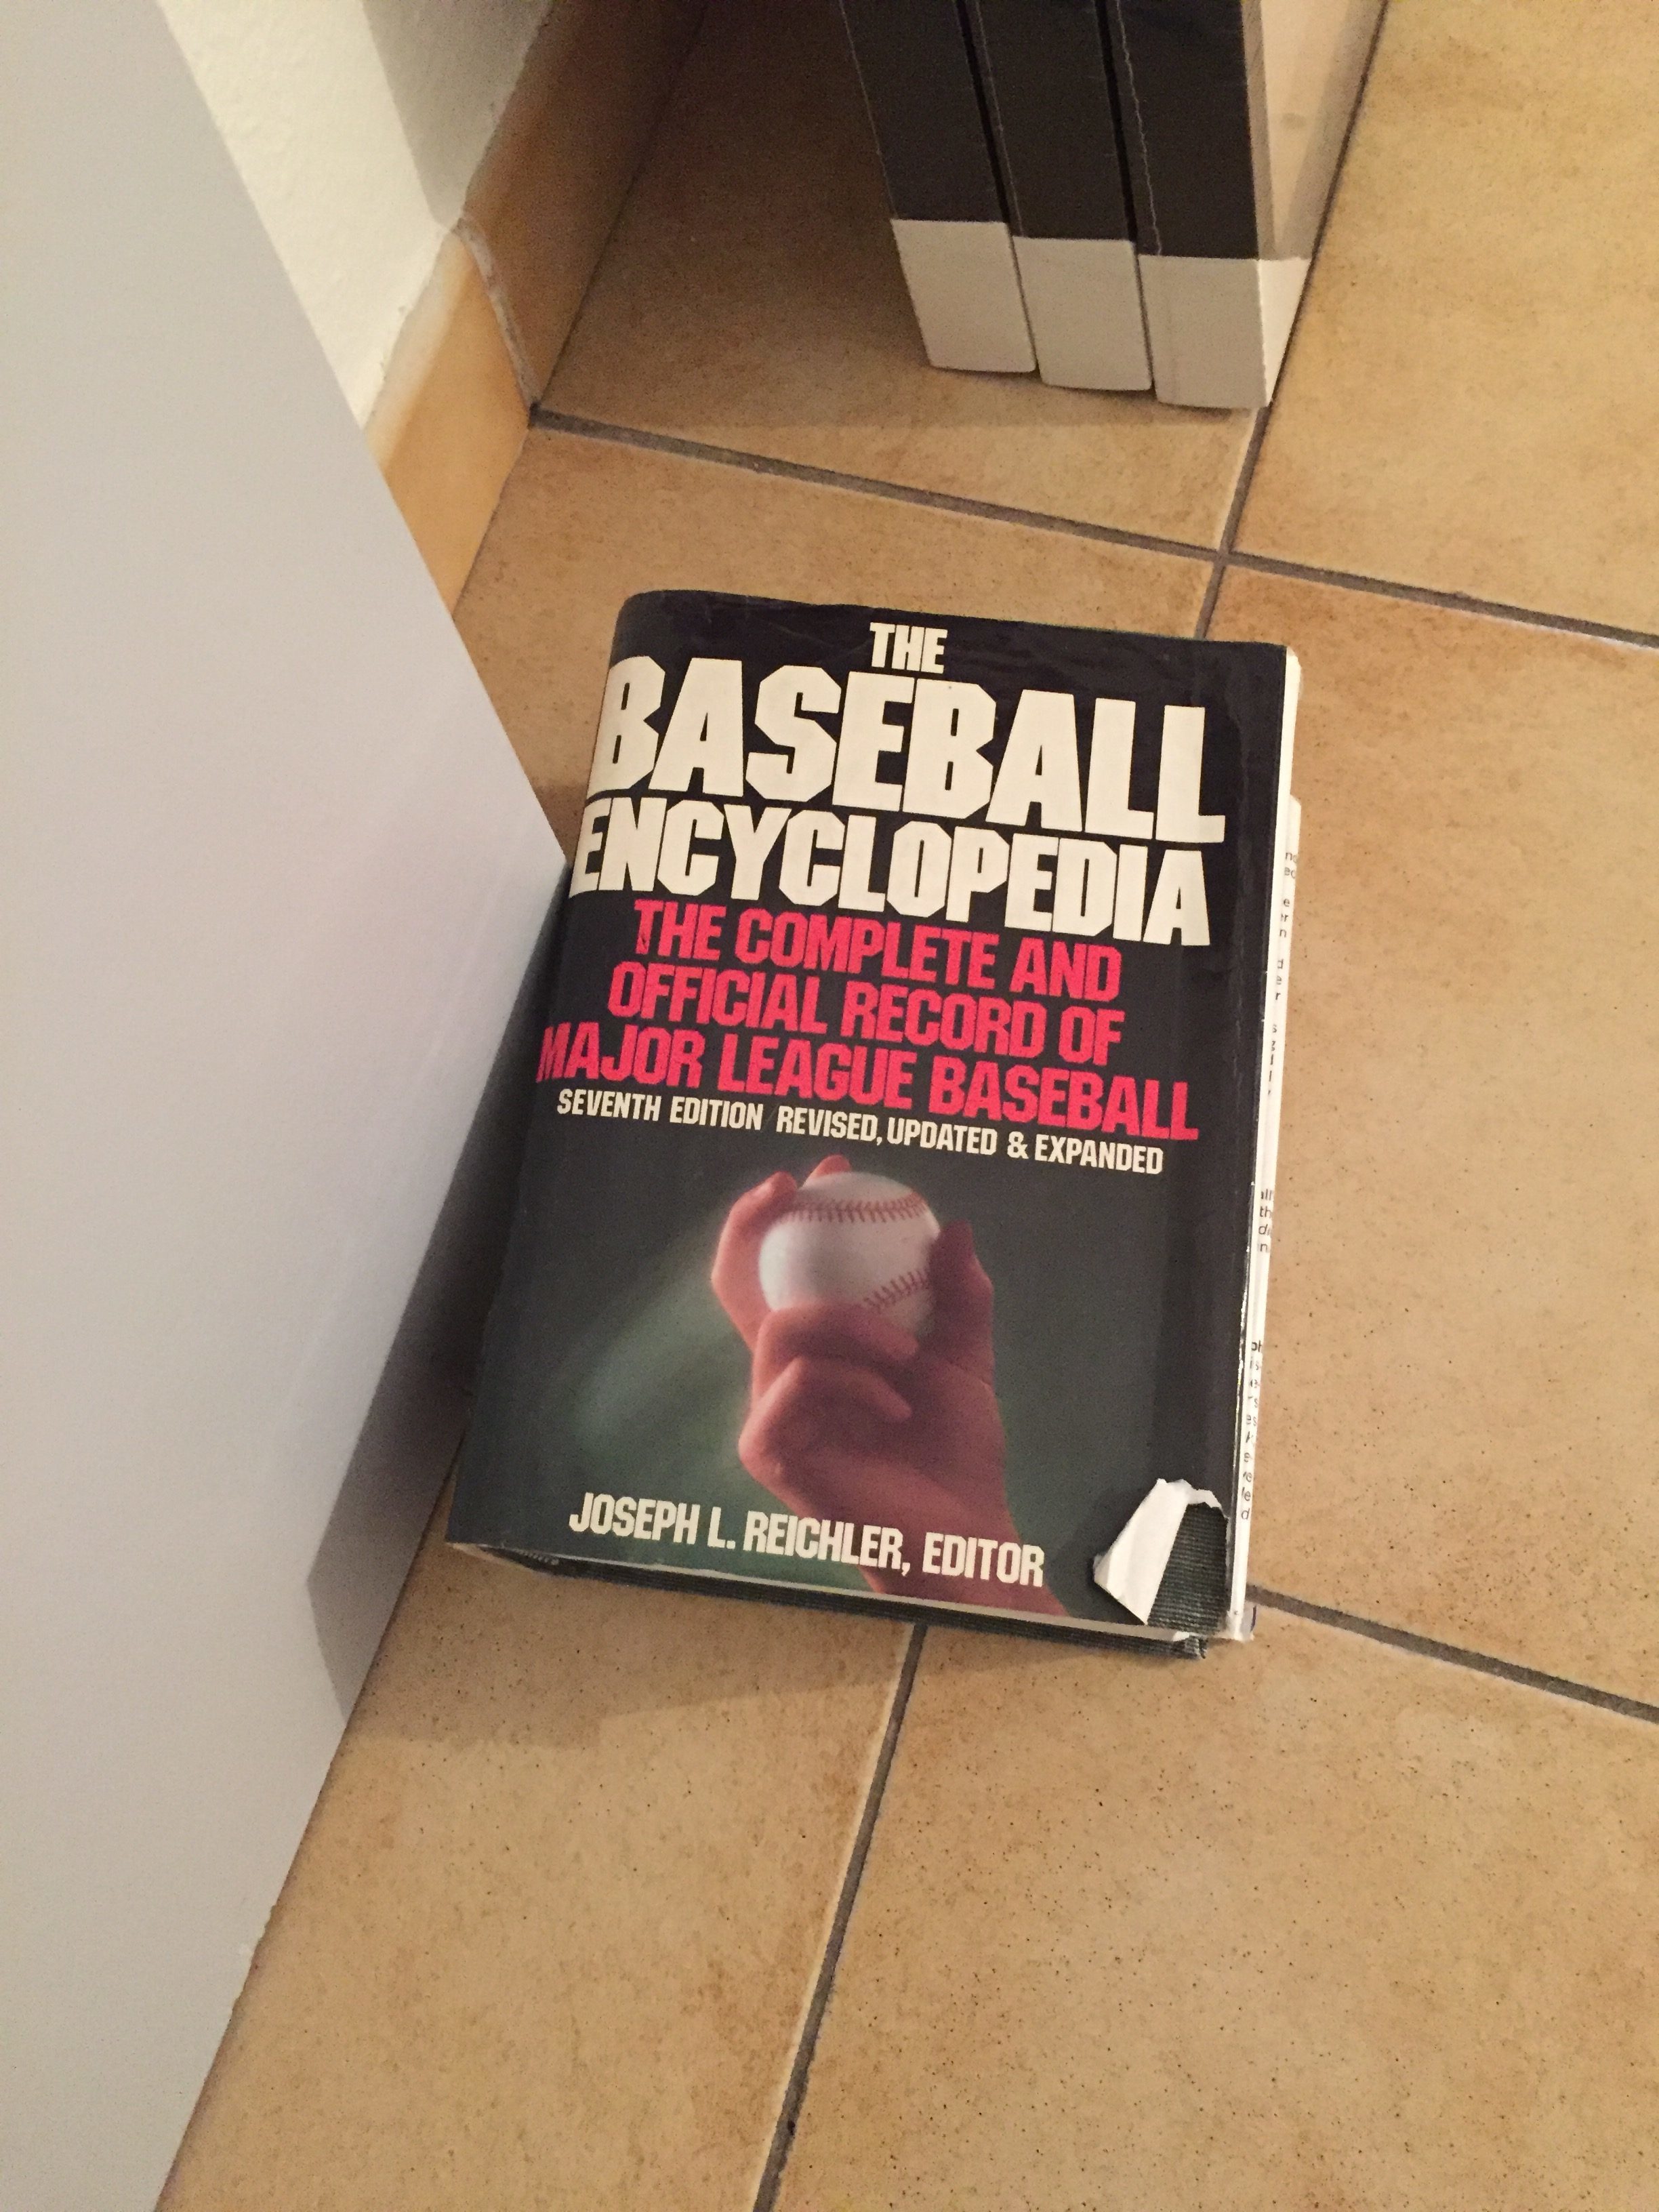 THE
BASEBALL
ENCYCLOPEDIA
THE COMPLETE AND
OFFICIAL RECORD OF
MAJOR LEAGUE BASEBALL
SEVENTH EDITION / REVISED, UPDATED & EXPANDED
JOSEPH L. REICHLER, EDITOR